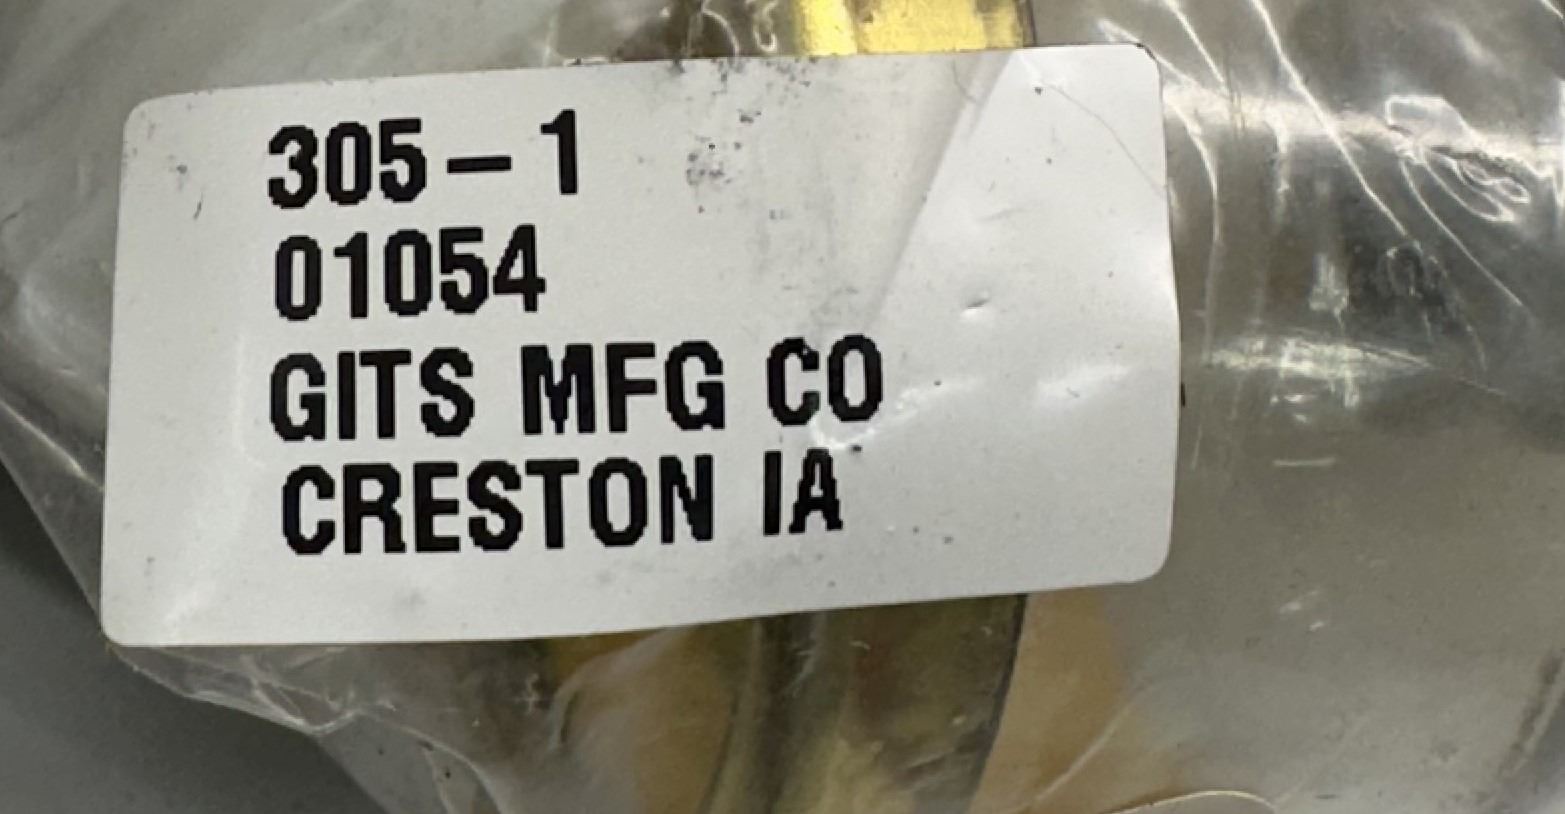 305-1
01054
GITS MFG CO
CRESTON IA